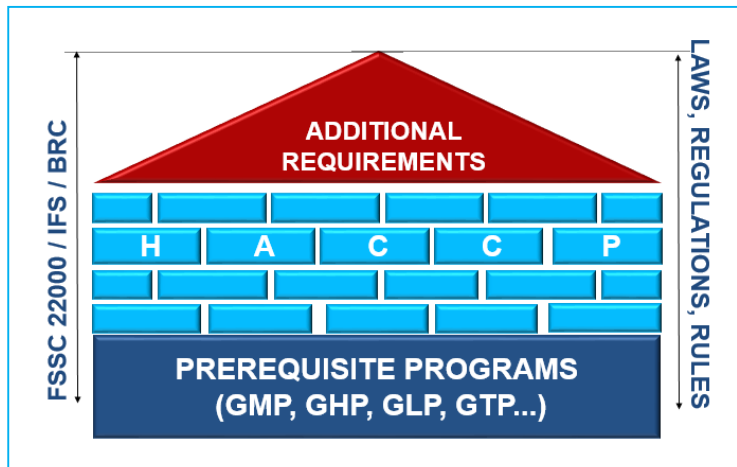 FSSC 22000 / IFS / BRC
ADDITIONAL
REQUIREMENTS
H A C C P
PREREQUISITE PROGRAMS
(GMP, GHP, GLP, GTP...)
LAWS, REGULATIONS, RULES